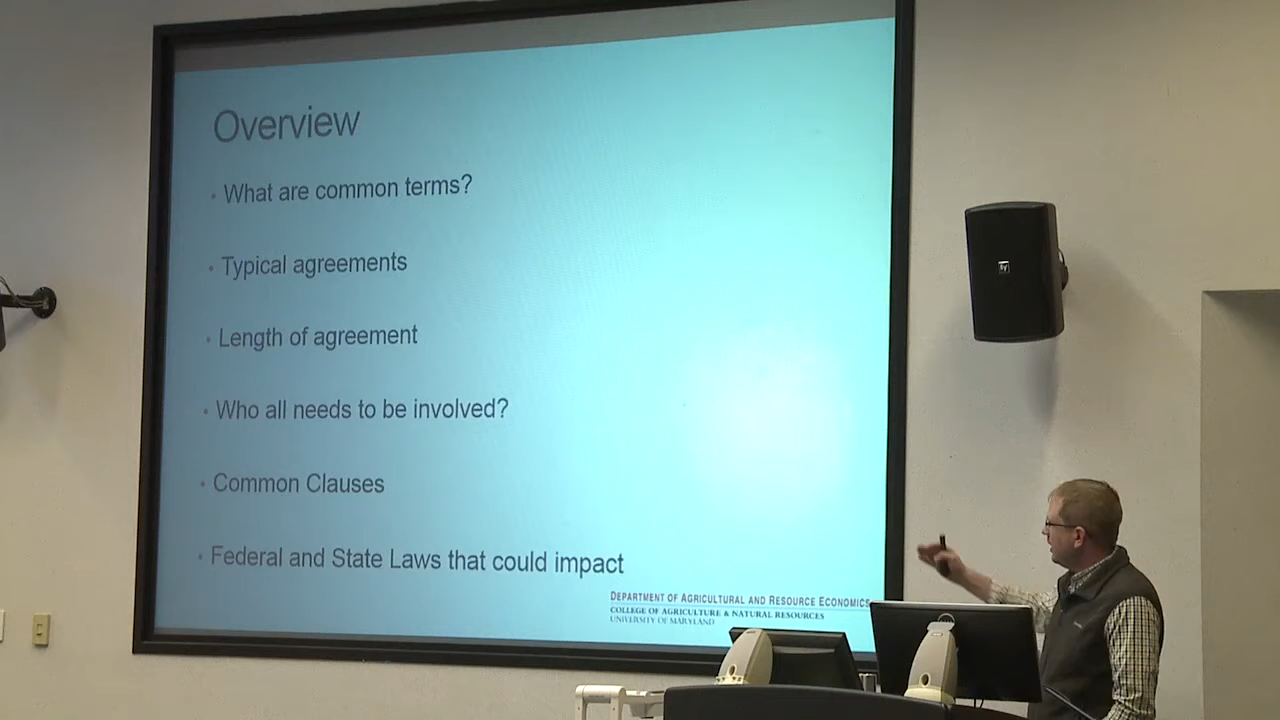 Overview
• What are common terms?
• Typical agreements
• Length of agreement
• Who all needs to be involved?
• Common Clauses
• Federal and State Laws that could impact
DEPARTMENT OF AGRICULTURAL AND RESOURCE ECONOMICS
COLLEGE OF AGRICULTURE & NATURAL RESOURCES
UNIVERSITY OF MARYLAND
EV